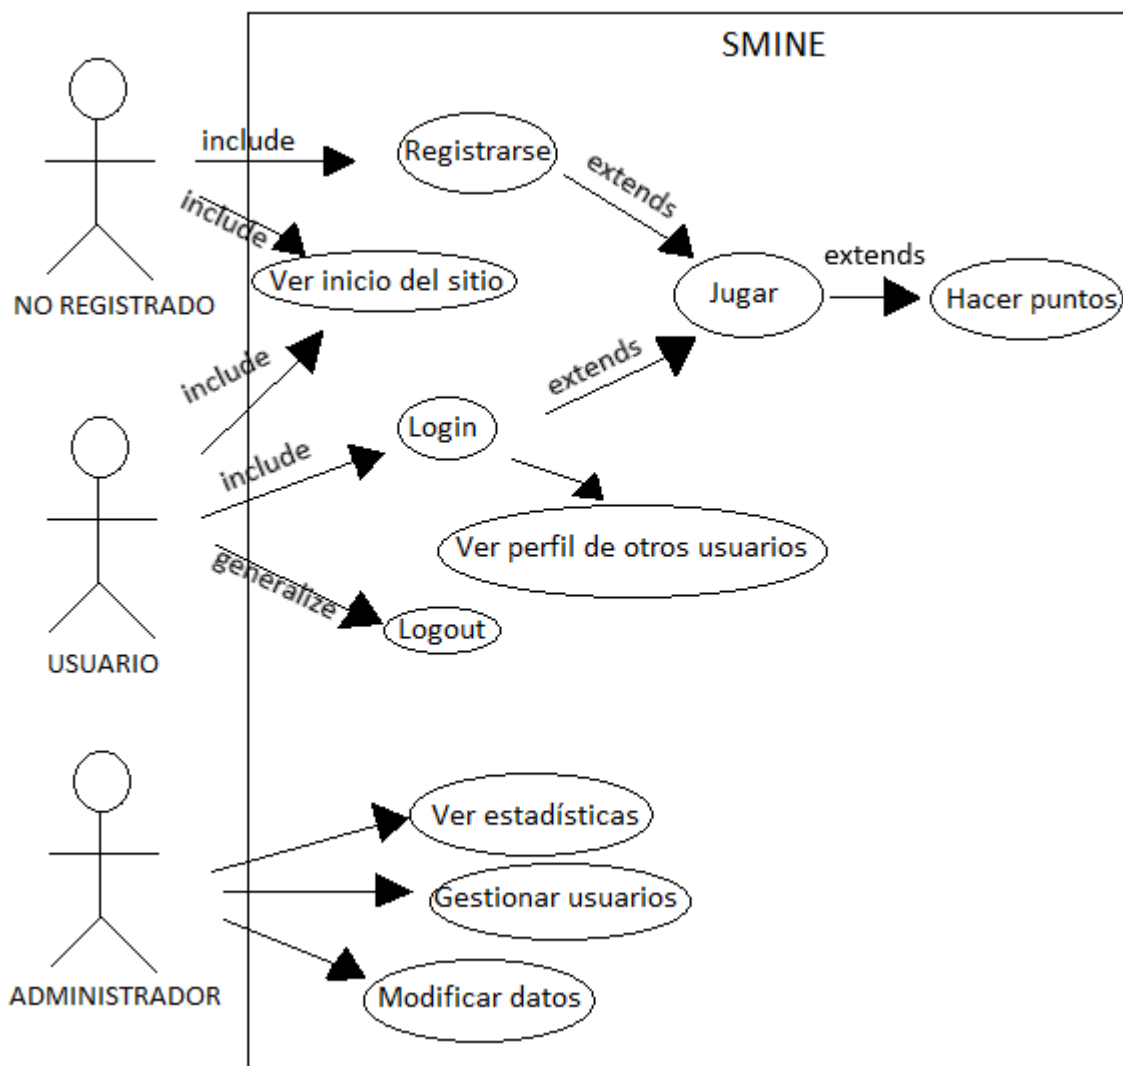 SMINE
include
Registrarse
extends
include
NO REGISTRADO
Ver inicio del sitio
Jugar
extends
Hacer puntos
include
extends
Login
include
Ver perfil de otros usuarios
generalize
Logout
USUARIO
Ver estadísticas
Gestionar usuarios
Modificar datos
ADMINISTRADOR